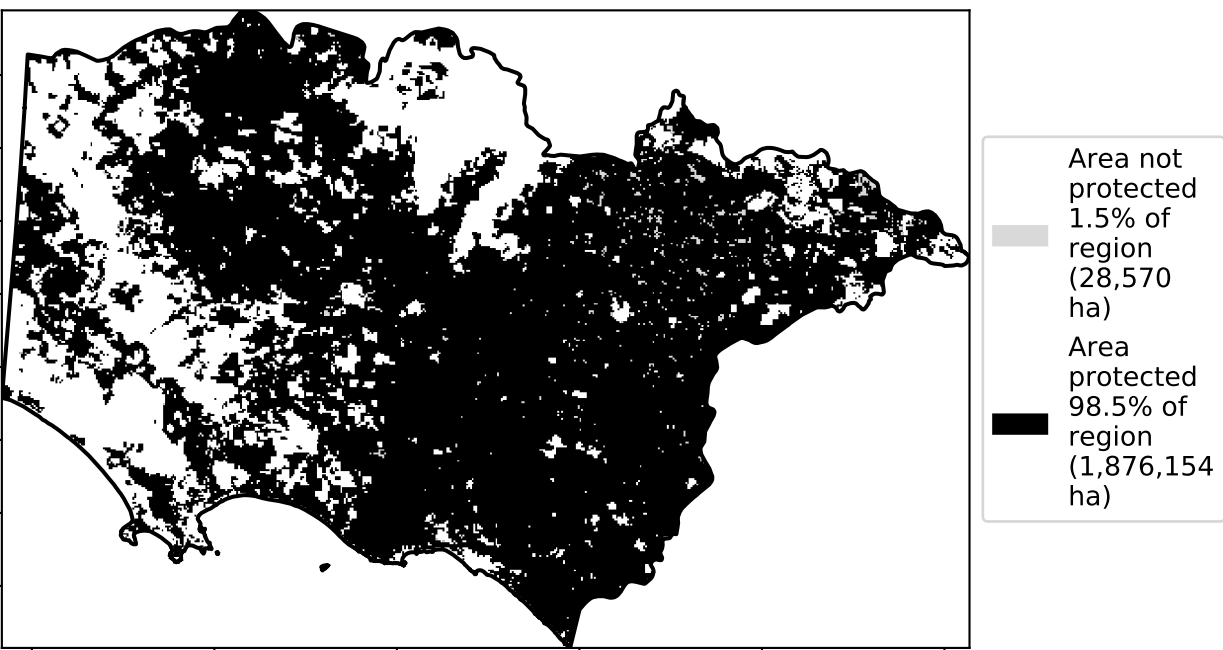 Area not
protected
1.5% of
region
(28,570
ha)
Area
protected
98.5% of
region
(1,876,154
ha)